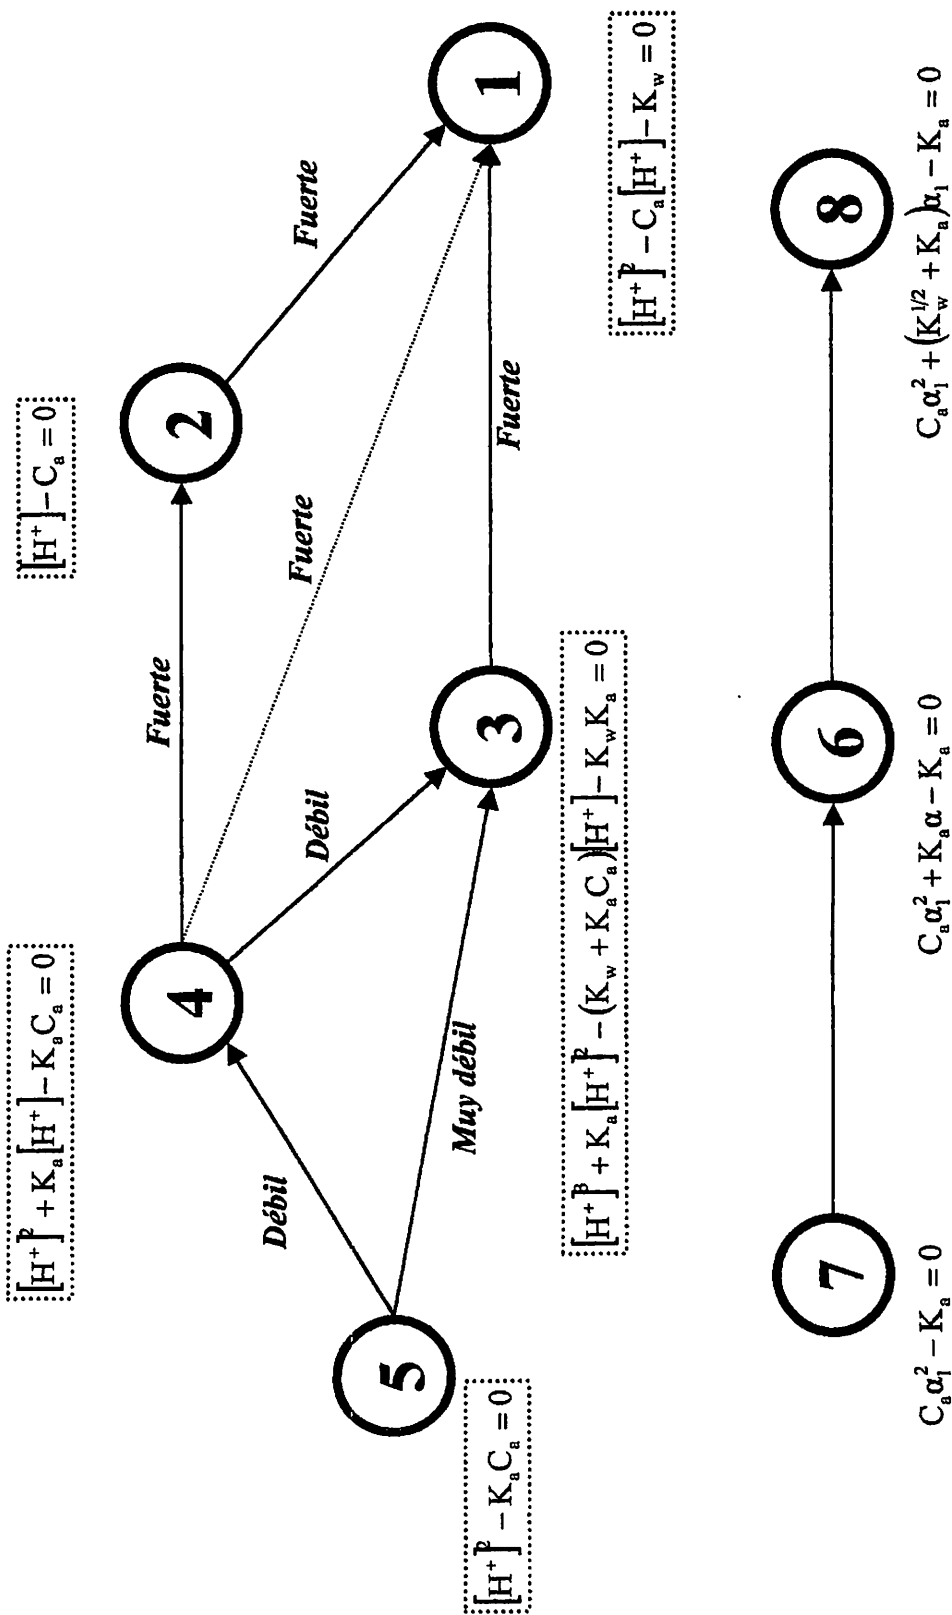 [H⁺]² + Kₐ[H⁺] − KₐCₐ = 0
[H⁺] − Cₐ = 0
Fuerte
4
2
Débil
Débil
Fuerte
Fuerte
5
Muy débil
3
1
[H⁺]² − KₐCₐ = 0
Fuerte
[H⁺]³ + Kₐ[H⁺]² − (K_w + KₐCₐ)[H⁺] − K_wKₐ = 0
[H⁺]² − Cₐ[H⁺] − K_w = 0
7
6
8
Cₐα₁² − Kₐ = 0
Cₐα₁² + Kₐα − Kₐ = 0
Cₐα₁² + (K_w^{1/2} + Kₐ)α₁ − Kₐ = 0